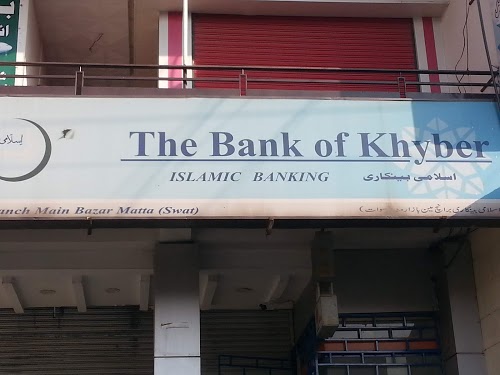 The Bank of Khyber
ISLAMIC BANKING
اسلامی بینکاری
anch Main Bazar Matta (Swat)